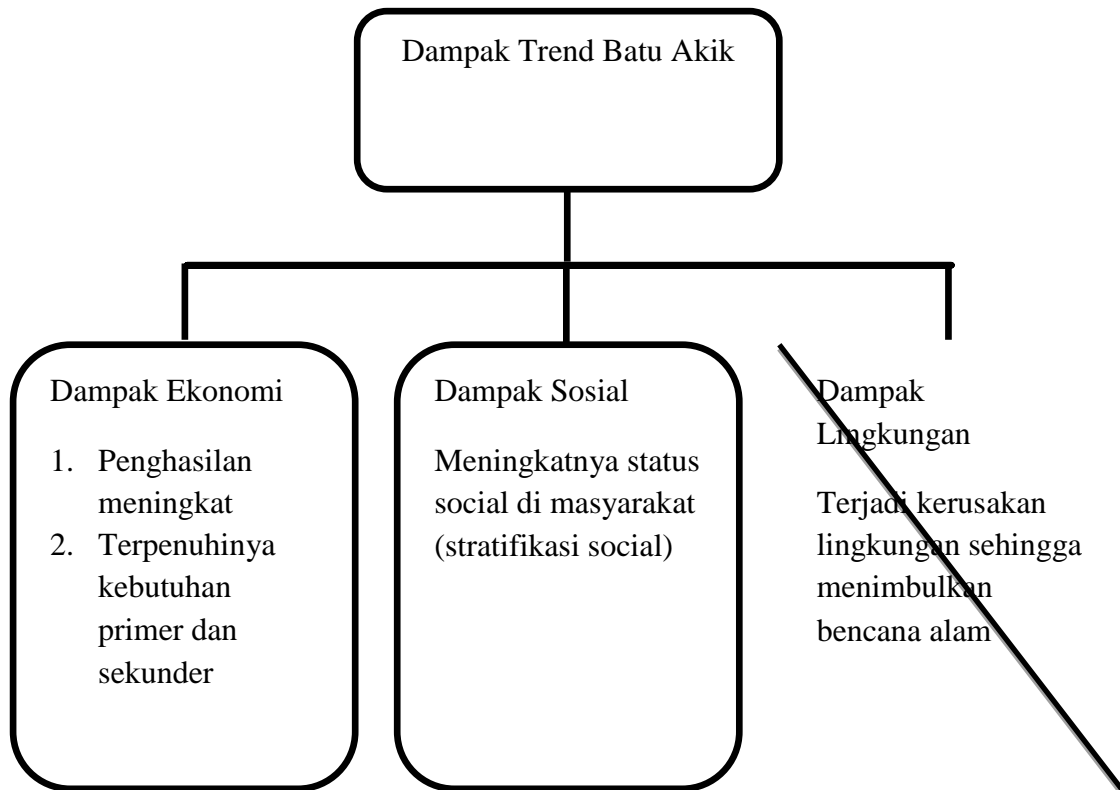 Dampak Trend Batu Akik
Dampak Ekonomi
1. Penghasilan
meningkat
2. Terpenuhinya
kebutuhan
primer dan
sekunder
Dampak Sosial
Meningkatnya status
social di masyarakat
(stratifikasi social)
Dampak
Lingkungan
Terjadi kerusakan
lingkungan sehingga
menimbulkan
bencana alam